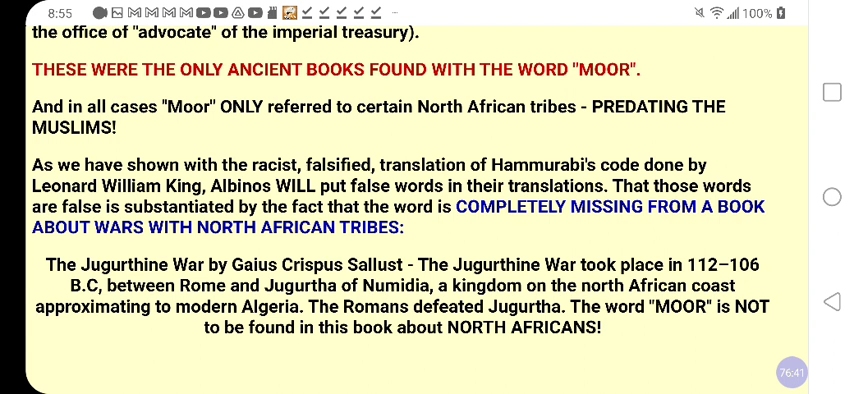 8:55
100%
the office of "advocate" of the imperial treasury).
THESE WERE THE ONLY ANCIENT BOOKS FOUND WITH THE WORD "MOOR".
And in all cases "Moor" ONLY referred to certain North African tribes - PREDATING THE
MUSLIMS!
As we have shown with the racist, falsified, translation of Hammurabi's code done by
Leonard William King, Albinos WILL put false words in their translations. That those words
are false is substantiated by the fact that the word is COMPLETELY MISSING FROM A BOOK
ABOUT WARS WITH NORTH AFRICAN TRIBES:
The Jugurthine War by Gaius Crispus Sallust - The Jugurthine War took place in 112–106
B.C, between Rome and Jugurtha of Numidia, a kingdom on the north African coast
approximating to modern Algeria. The Romans defeated Jugurtha. The word "MOOR" is NOT
to be found in this book about NORTH AFRICANS!
76:41